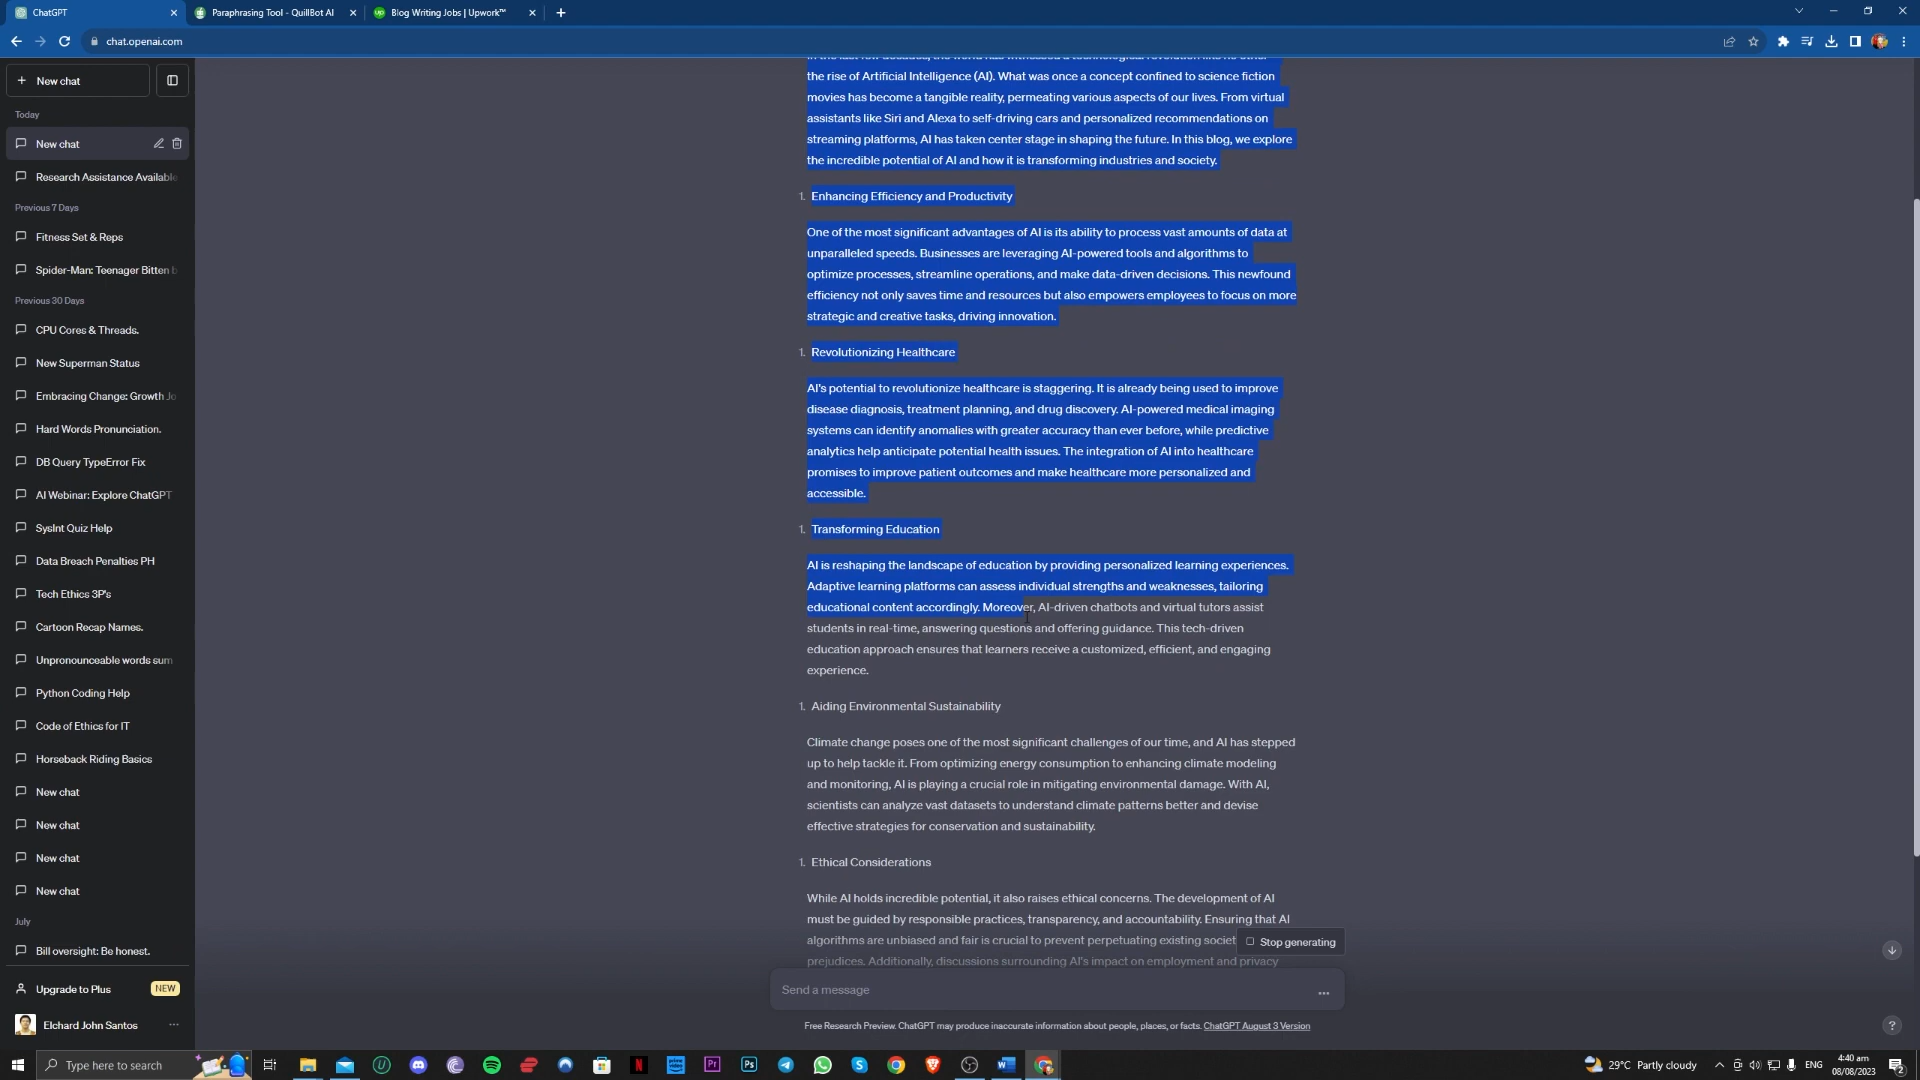 ChatGPT
Paraphrasing Tool - QuillBot AI
Blog Writing Jobs | Upwork™
chat.openai.com
New chat
Today
New chat
Research Assistance Available
Previous 7 Days
Fitness Set & Reps
Spider-Man: Teenager Bitten b
Previous 30 Days
CPU Cores & Threads.
New Superman Status
Embracing Change: Growth Jo
Hard Words Pronunciation.
DB Query TypeError Fix
AI Webinar: Explore ChatGPT
SysInt Quiz Help
Data Breach Penalties PH
Tech Ethics 3P's
Cartoon Recap Names.
Unpronounceable words sum
Python Coding Help
Code of Ethics for IT
Horseback Riding Basics
New chat
New chat
New chat
New chat
July
Bill oversight: Be honest.
Upgrade to Plus NEW
Elchard John Santos
In the last few decades, the world has witnessed a technological revolution like no other
the rise of Artificial Intelligence (AI). What was once a concept confined to science fiction
movies has become a tangible reality, permeating various aspects of our lives. From virtual
assistants like Siri and Alexa to self-driving cars and personalized recommendations on
streaming platforms, AI has taken center stage in shaping the future. In this blog, we explore
the incredible potential of AI and how it is transforming industries and society.
1. Enhancing Efficiency and Productivity
One of the most significant advantages of AI is its ability to process vast amounts of data at
unparalleled speeds. Businesses are leveraging AI-powered tools and algorithms to
optimize processes, streamline operations, and make data-driven decisions. This newfound
efficiency not only saves time and resources but also empowers employees to focus on more
strategic and creative tasks, driving innovation.
1. Revolutionizing Healthcare
AI's potential to revolutionize healthcare is staggering. It is already being used to improve
disease diagnosis, treatment planning, and drug discovery. AI-powered medical imaging
systems can identify anomalies with greater accuracy than ever before, while predictive
analytics help anticipate potential health issues. The integration of AI into healthcare
promises to improve patient outcomes and make healthcare more personalized and
accessible.
1. Transforming Education
AI is reshaping the landscape of education by providing personalized learning experiences.
Adaptive learning platforms can assess individual strengths and weaknesses, tailoring
educational content accordingly. Moreover, AI-driven chatbots and virtual tutors assist
students in real-time, answering questions and offering guidance. This tech-driven
education approach ensures that learners receive a customized, efficient, and engaging
experience.
1. Aiding Environmental Sustainability
Climate change poses one of the most significant challenges of our time, and AI has stepped
up to help tackle it. From optimizing energy consumption to enhancing climate modeling
and monitoring, AI is playing a crucial role in mitigating environmental damage. With AI,
scientists can analyze vast datasets to understand climate patterns better and devise
effective strategies for conservation and sustainability.
1. Ethical Considerations
While AI holds incredible potential, it also raises ethical concerns. The development of AI
must be guided by responsible practices, transparency, and accountability. Ensuring that AI
algorithms are unbiased and fair is crucial to prevent perpetuating existing societ
prejudices. Additionally, discussions surrounding AI's impact on employment and privacy
Stop generating
Send a message
Free Research Preview. ChatGPT may produce inaccurate information about people, places, or facts. ChatGPT August 3 Version
Type here to search
29°C Partly cloudy
ENG
4:40 am
08/08/2023